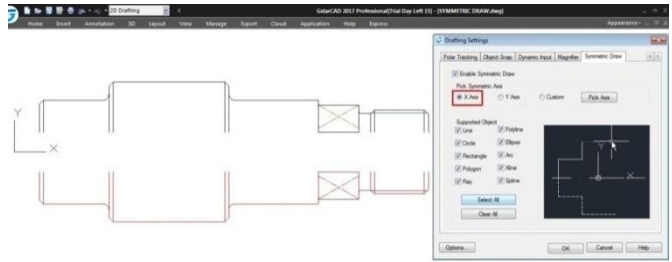 2D Drafting
GstarCAD 2017 Professional(Trial Day Left 15) - [SYMMETRIC DRAW.dwg]
Home Insert Annotation 3D Layout View Manage Export Cloud Application Help Express Appearance
Drafting Settings
Polar Tracking Object Snap Dynamic Input Magnifier Symmetric Draw
Enable Symmetric Draw
Pick Symmetric Axis
X Axis Y Axis Custom Pick Axis
Supported Object
Line Polyline
Circle Ellipse
Rectangle Arc
Polygon Xline
Ray Spline
Select All
Clear All
Y
X
Y
X
Options... OK Cancel Help